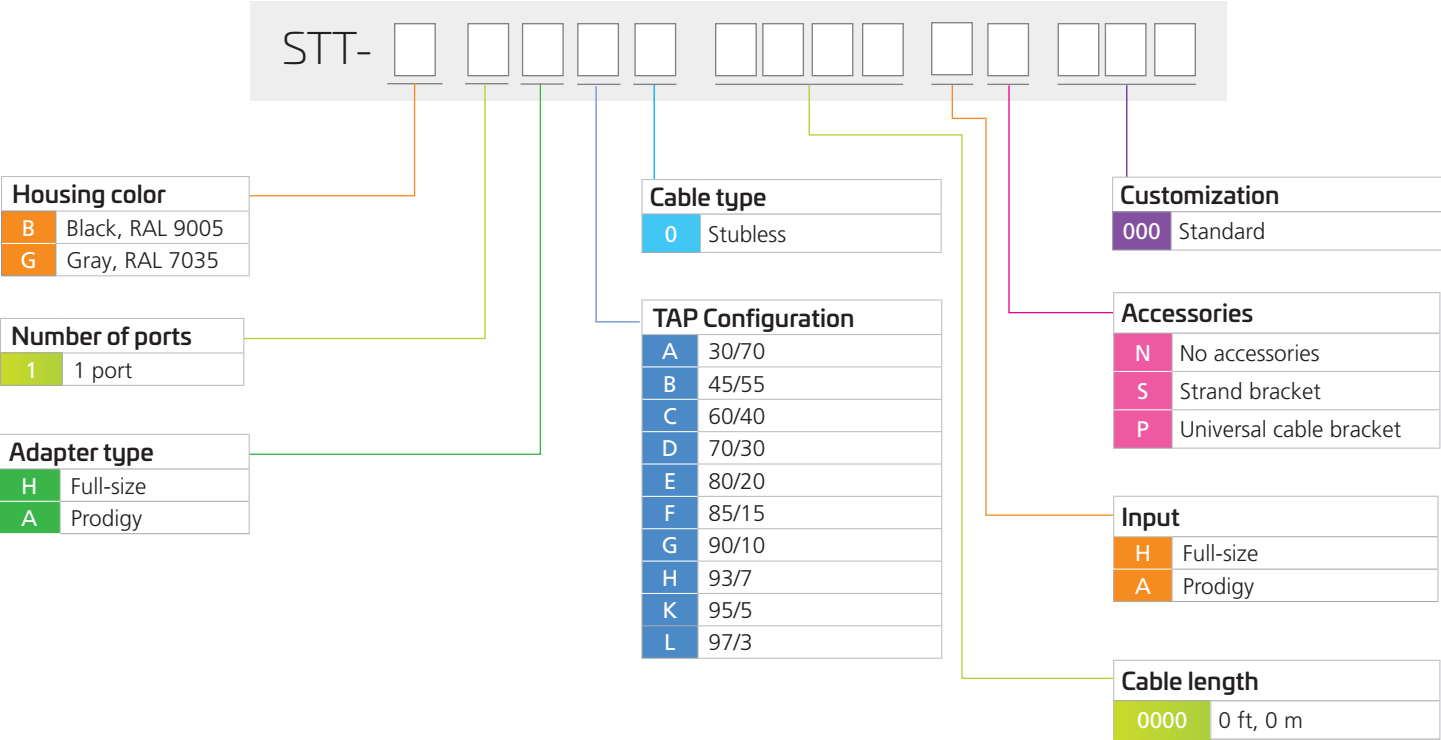 STT-
Housing color
B Black, RAL 9005
G Gray, RAL 7035
Number of ports
1 1 port
Adapter type
H Full-size
A Prodigy
Cable type
0 Stubless
TAP Configuration
A 30/70
B 45/55
C 60/40
D 70/30
E 80/20
F 85/15
G 90/10
H 93/7
K 95/5
L 97/3
Customization
000 Standard
Accessories
N No accessories
S Strand bracket
P Universal cable bracket
Input
H Full-size
A Prodigy
Cable length
0000 0 ft, 0 m